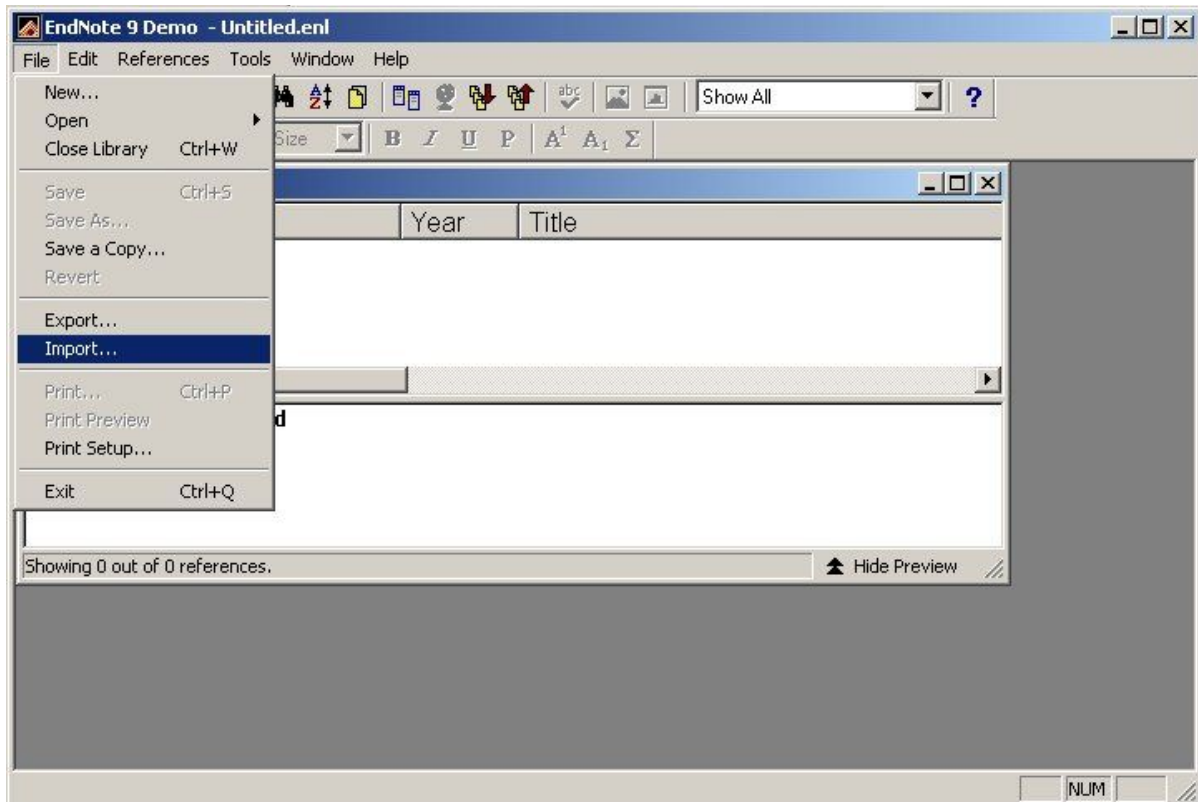 EndNote 9 Demo - Untitled.enl
File Edit References Tools Window Help
New...
Open
Close Library Ctrl+W
Save Ctrl+S
Save As...
Save a Copy...
Revert
Export...
Import...
Print... Ctrl+P
Print Preview
Print Setup...
Exit Ctrl+Q
A Z abc Show All ?
Size B I U P A¹ A₁ Σ
Year Title
d
Showing 0 out of 0 references. Hide Preview
NUM